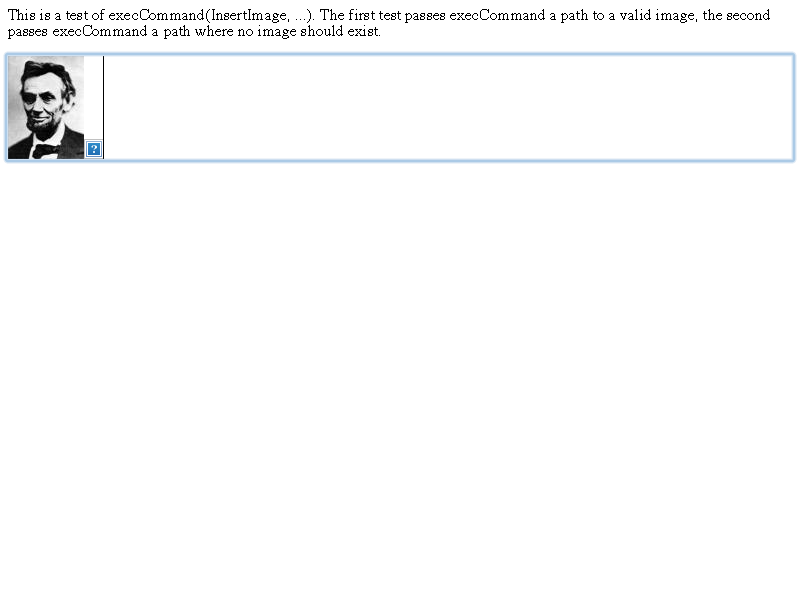 This is a test of execCommand(InsertImage, ...). The first test passes execCommand a path to a valid image, the second
passes execCommand a path where no image should exist.
?